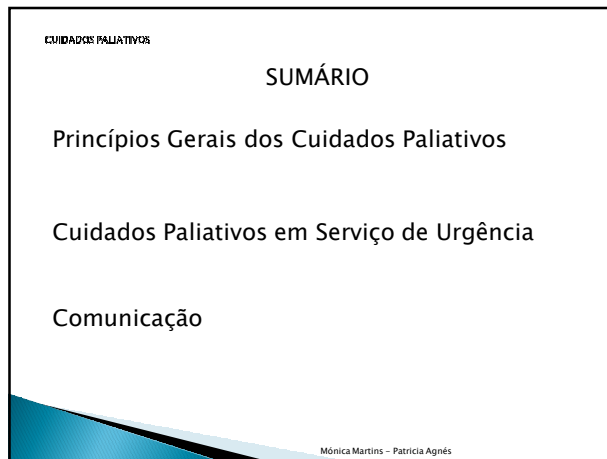 CUIDADOS PALIATIVOS
SUMÁRIO
Princípios Gerais dos Cuidados Paliativos
Cuidados Paliativos em Serviço de Urgência
Comunicação
Mónica Martins – Patricia Agnés